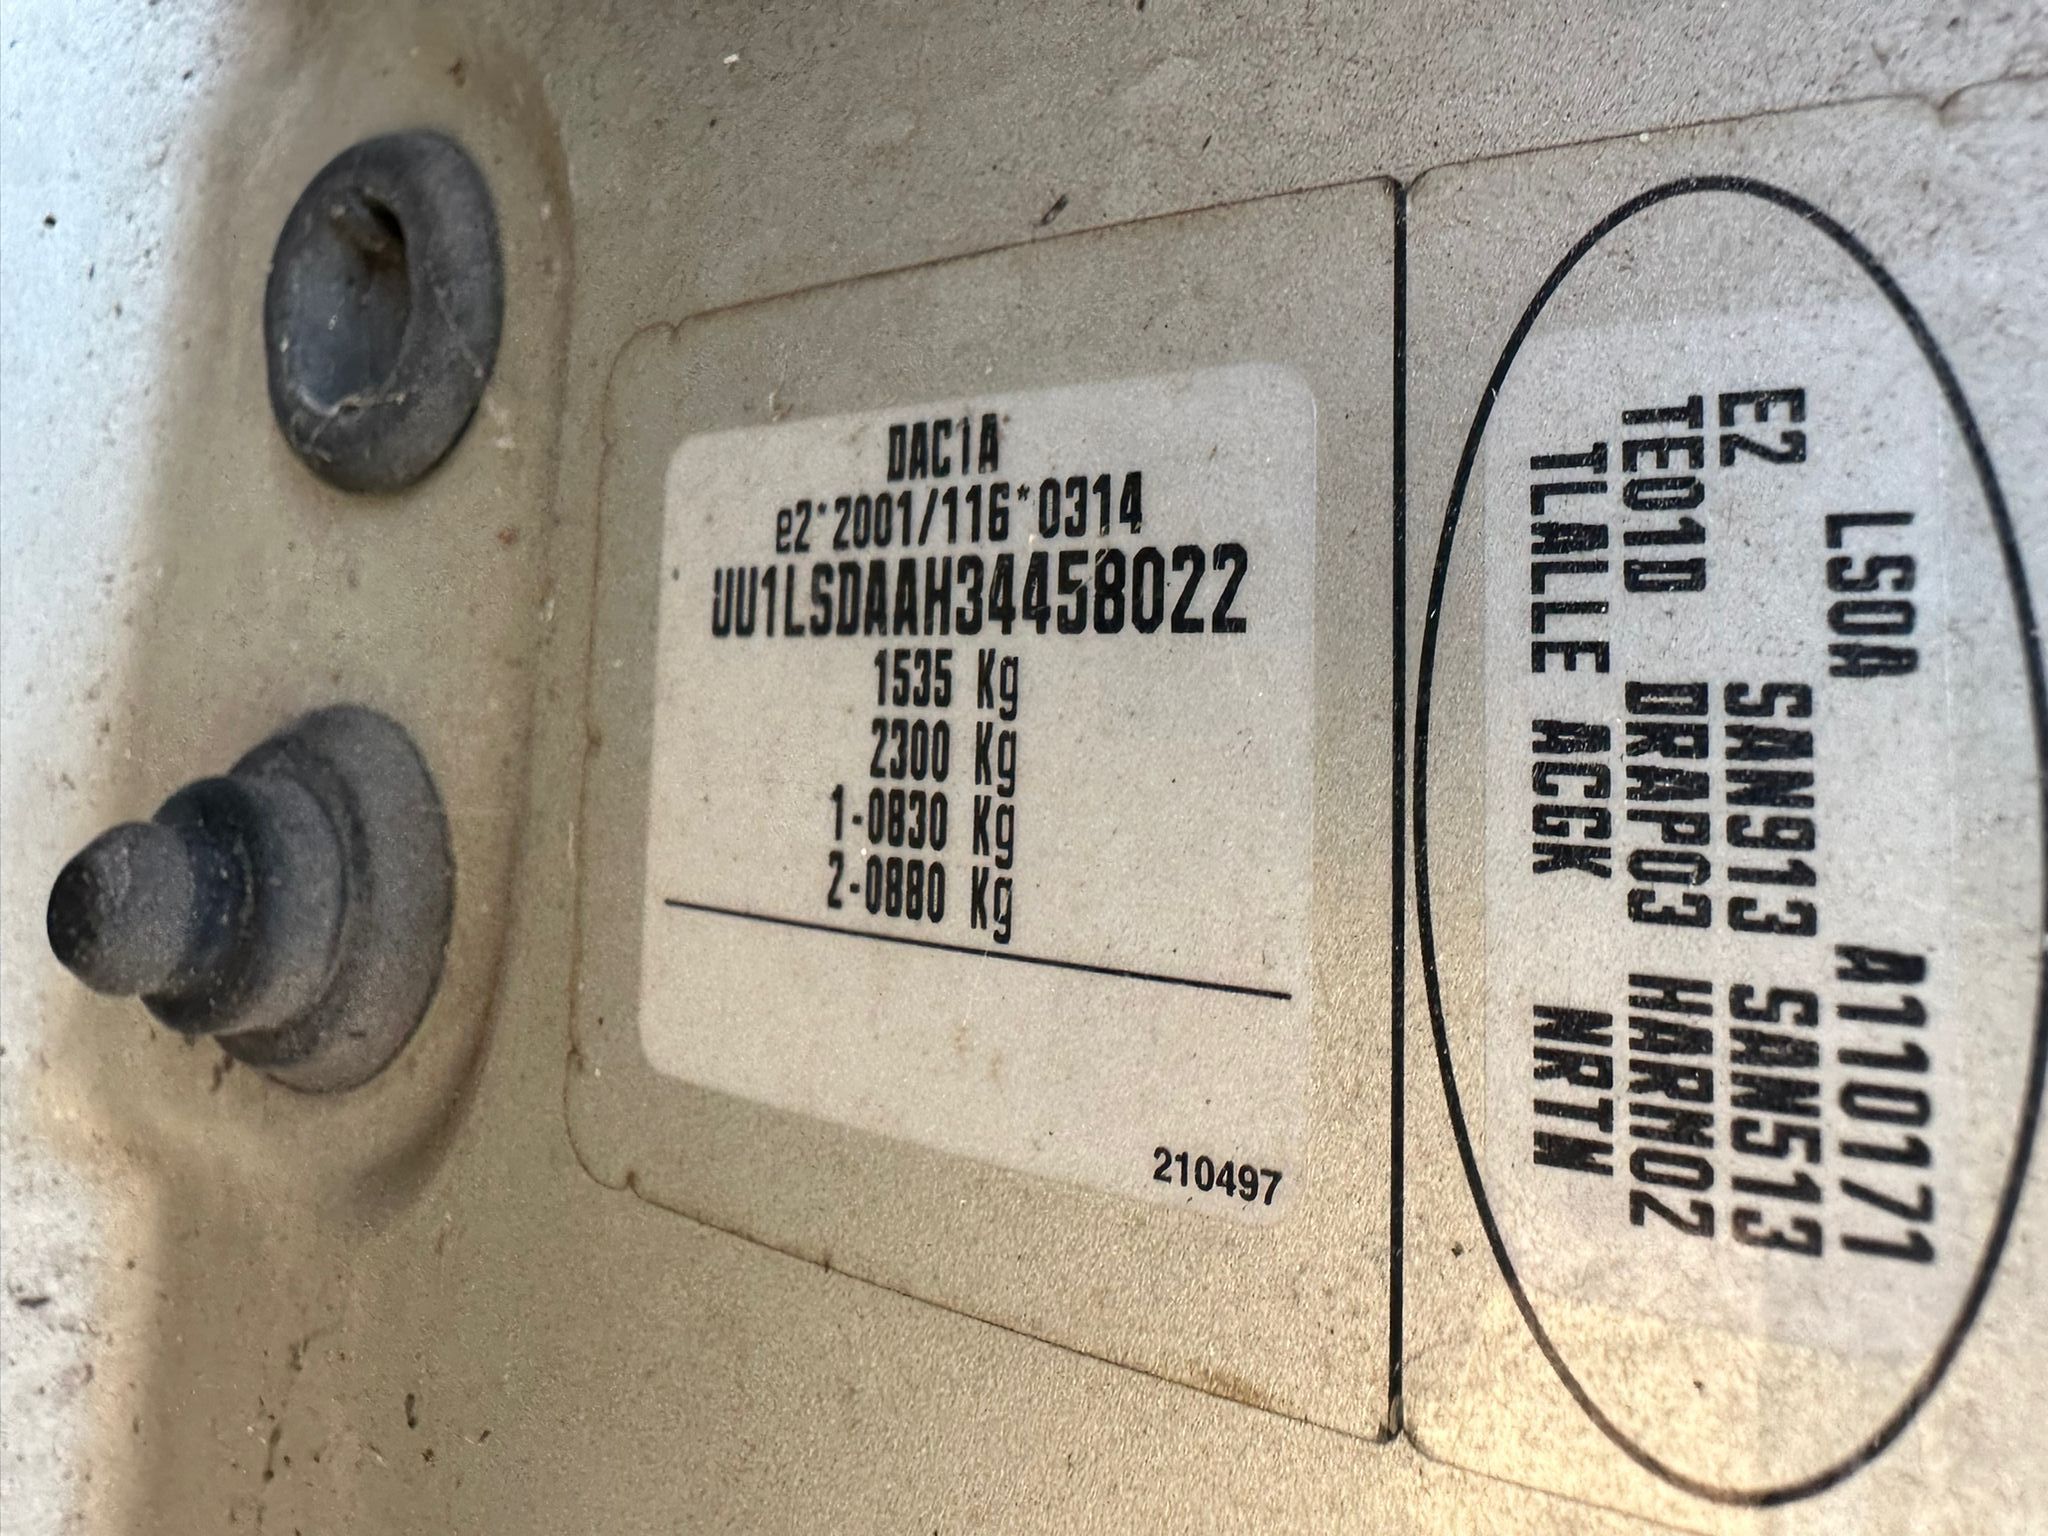 DACIA
e2*2001/116*0314
UU1LSDAAH34458022
1535 Kg
2300 Kg
1-0830 Kg
2-0880 Kg
210497
LS0A A110171
E2 SAN913 SAN513
TE01D DRAP03 HARM02
TLALLE ACGK NRTW